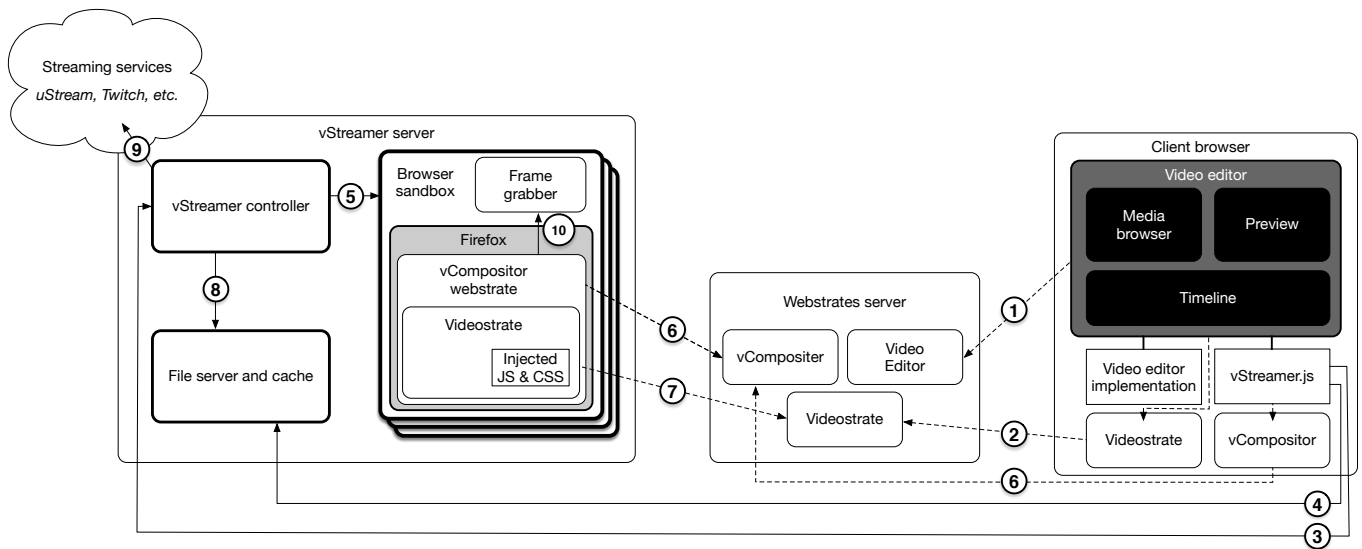 Streaming services
uStream, Twitch, etc.
9
vStreamer server
vStreamer controller
5
8
File server and cache
Browser
sandbox
Frame
grabber
10
Firefox
vCompositor
webstrate
Videostrate
Injected
JS & CSS
6
7
Webstrates server
vCompositer
Video
Editor
Videostrate
1
2
6
Client browser
Video editor
Media
browser
Preview
Timeline
Video editor
implementation
vStreamer.js
Videostrate
vCompositor
4
3